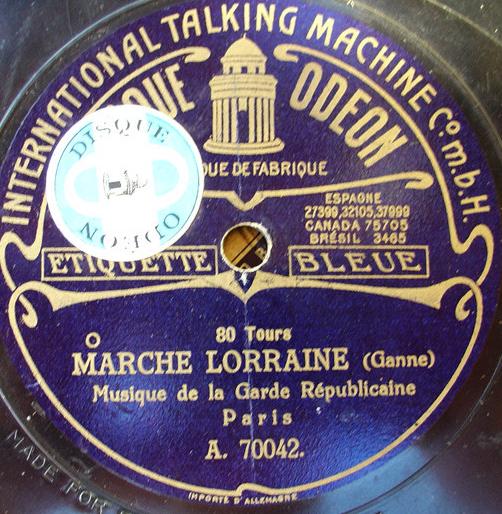 INTERNATIONAL TALKING MACHINE Co. m.b.H.
QUE ODEON
DISQUE
ODEON
QUE DE FABRIQUE
ESPAGNE
27399,32105,37999
CANADA 75705
BRÉSIL 3465
ETIQUETTE BLEUE
80 Tours
MARCHE LORRAINE (Ganne)
Musique de la Garde Républicaine
Paris
A. 70042.
MADE FOR
IMPORTÉ D'ALLEMAGNE